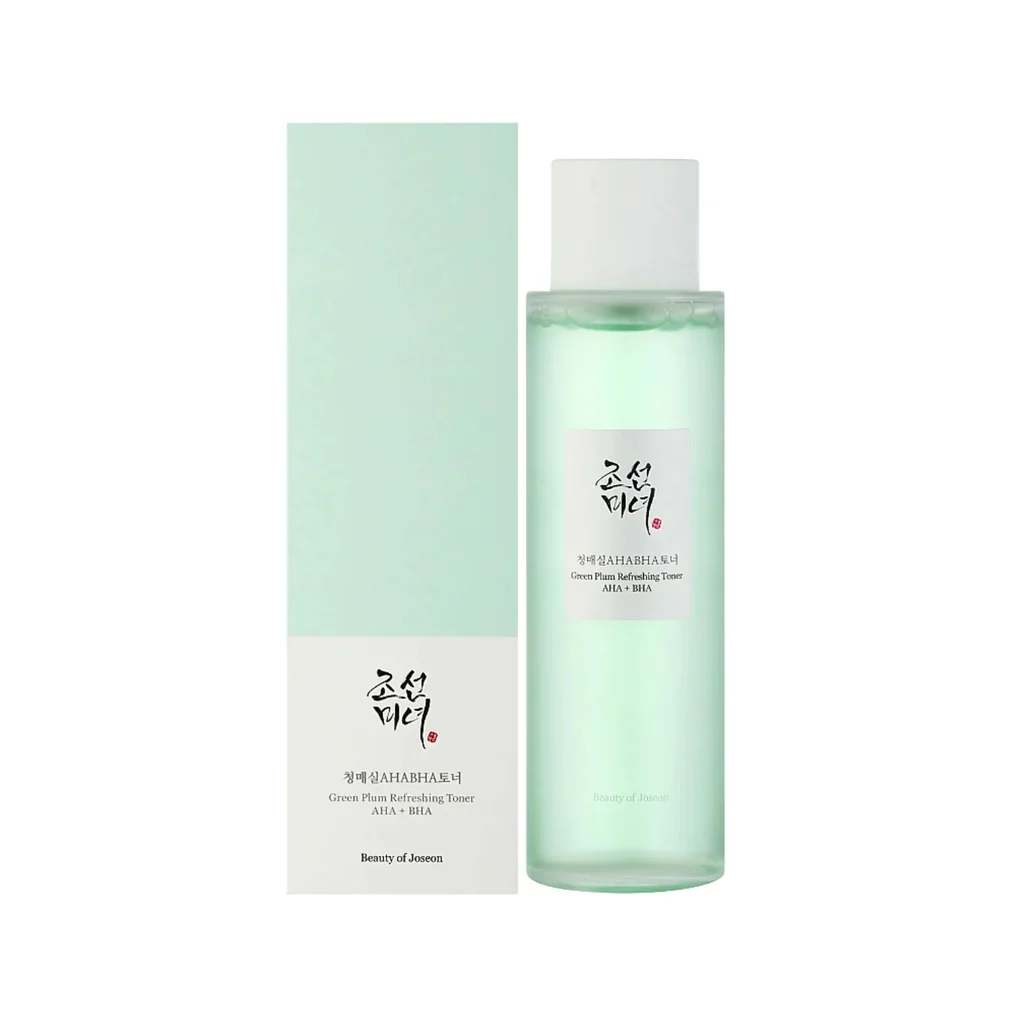 조선
미녀
청매실AHABHA토너
Green Plum Refreshing Toner
AHA + BHA
Beauty of Joseon
조선
미녀
청매실AHABHA토너
Green Plum Refreshing Toner
AHA + BHA
Beauty of Joseon